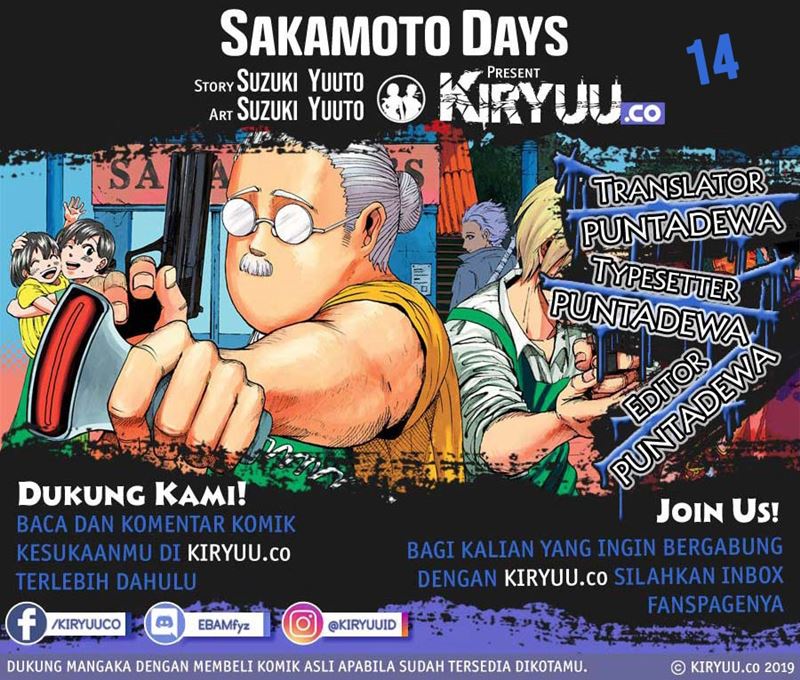 SAKAMOTO DAYS
14
STORY SUZUKI YUUTO
ART SUZUKI YUUTO
PRESENT
KIRYUU.co
SA S
TRANSLATOR
PUNTADEWA
TYPESETTER
PUNTADEWA
EDITOR
PUNTADEWA
DUKUNG KAMI!
BACA DAN KOMENTAR KOMIK
KESUKAANMU DI KIRYUU.co
TERLEBIH DAHULU
JOIN US!
BAGI KALIAN YANG INGIN BERGABUNG
DENGAN KIRYUU.co SILAHKAN INBOX
FANSPAGENYA
/KIRYUUCO
EBAMfyz
@KIRYUUID
DUKUNG MANGAKA DENGAN MEMBELI KOMIK ASLI APABILA SUDAH TERSEDIA DIKOTAMU.
© KIRYUU.co 2019